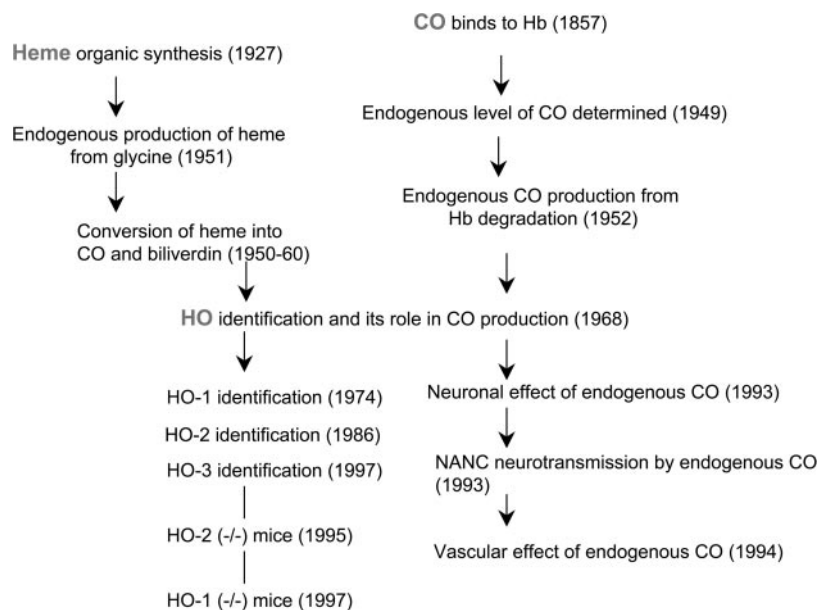 Heme organic synthesis (1927)
Endogenous production of heme
from glycine (1951)
Conversion of heme into
CO and biliverdin (1950-60)
CO binds to Hb (1857)
Endogenous level of CO determined (1949)
Endogenous CO production from
Hb degradation (1952)
HO identification and its role in CO production (1968)
HO-1 identification (1974)
HO-2 identification (1986)
HO-3 identification (1997)
HO-2 (-/-) mice (1995)
HO-1 (-/-) mice (1997)
Neuronal effect of endogenous CO (1993)
NANC neurotransmission by endogenous CO
(1993)
Vascular effect of endogenous CO (1994)